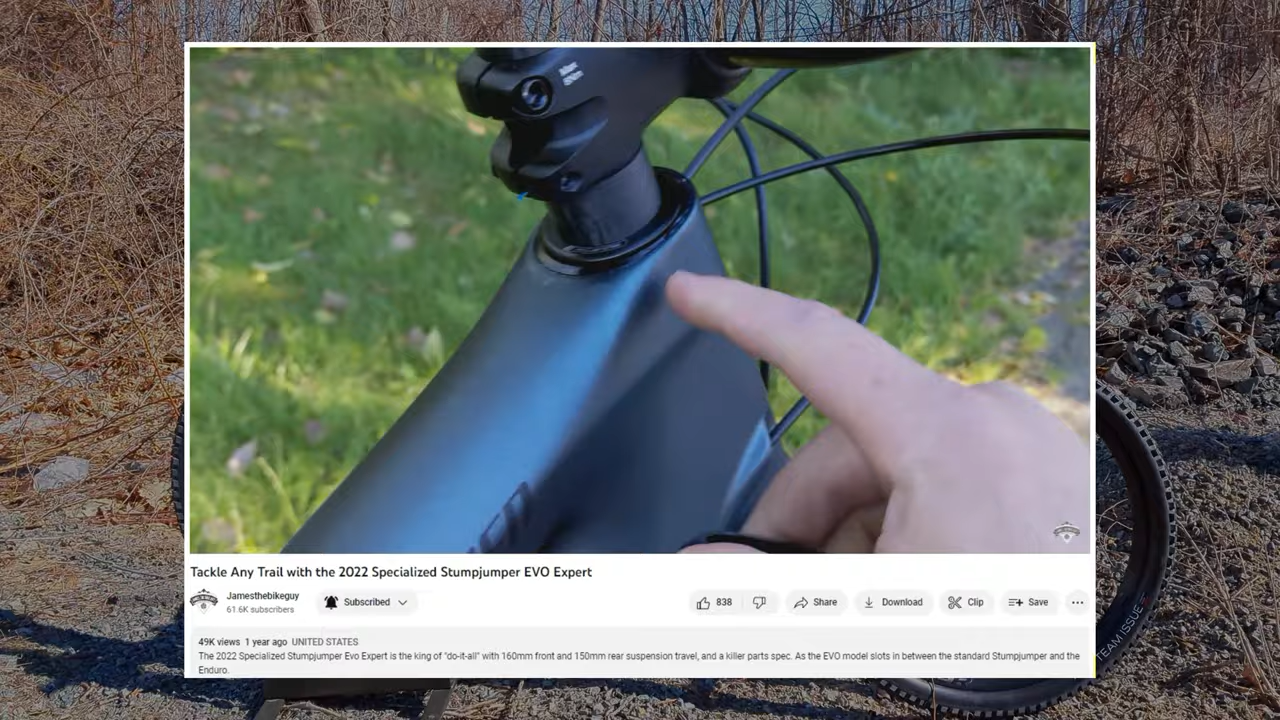 Tackle Any Trail with the 2022 Specialized Stumpjumper EVO Expert
Jamesthebikeguy
61.6K subscribers
Subscribed
838
Share
Download
Clip
Save
49K views 1 year ago UNITED STATES
The 2022 Specialized Stumpjumper Evo Expert is the king of "do-it-all" with 160mm front and 150mm rear suspension travel, and a killer parts spec. As the EVO model slots in between the standard Stumpjumper and the
Enduro.
TEAM ISSUE